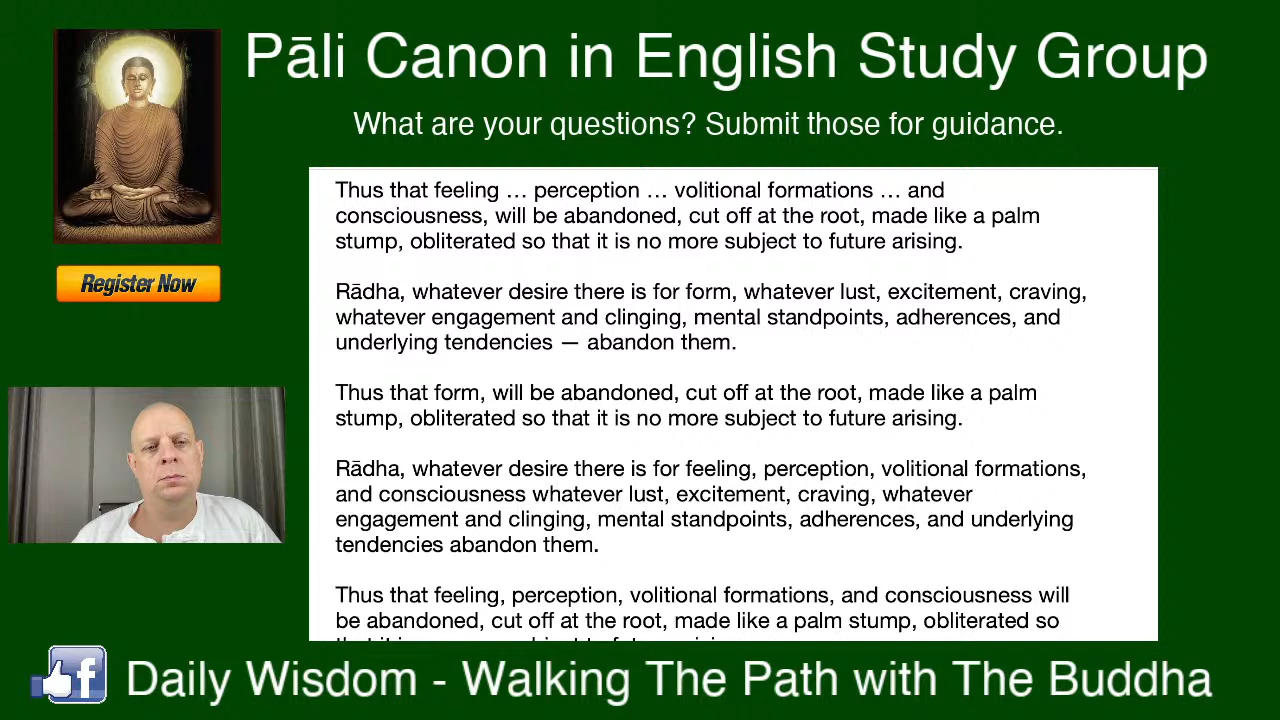 Pāli Canon in English Study Group
What are your questions? Submit those for guidance.
Register Now
Thus that feeling … perception … volitional formations … and
consciousness, will be abandoned, cut off at the root, made like a palm
stump, obliterated so that it is no more subject to future arising.
Rādha, whatever desire there is for form, whatever lust, excitement, craving,
whatever engagement and clinging, mental standpoints, adherences, and
underlying tendencies — abandon them.
Thus that form, will be abandoned, cut off at the root, made like a palm
stump, obliterated so that it is no more subject to future arising.
Rādha, whatever desire there is for feeling, perception, volitional formations,
and consciousness whatever lust, excitement, craving, whatever
engagement and clinging, mental standpoints, adherences, and underlying
tendencies abandon them.
Thus that feeling, perception, volitional formations, and consciousness will
be abandoned, cut off at the root, made like a palm stump, obliterated so
f
Daily Wisdom - Walking The Path with The Buddha